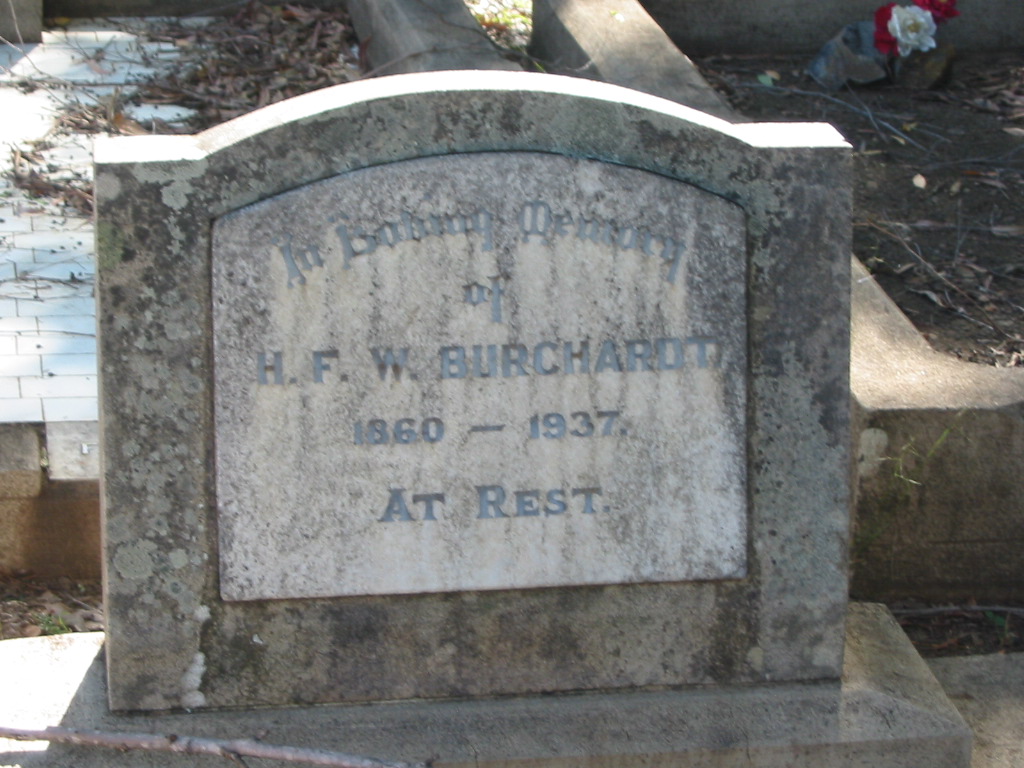 In Loving Memory
of
H. F. W. BURCHARDT
1860 — 1937.
AT REST.